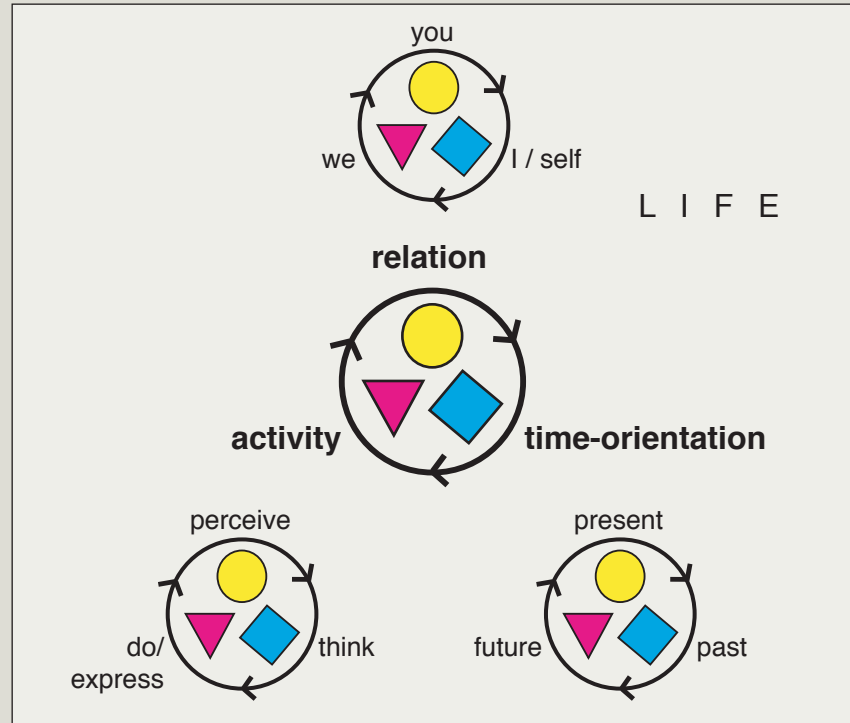 you
we
I / self
L I F E
relation
activity
time-orientation
perceive
do/
express
think
present
future
past